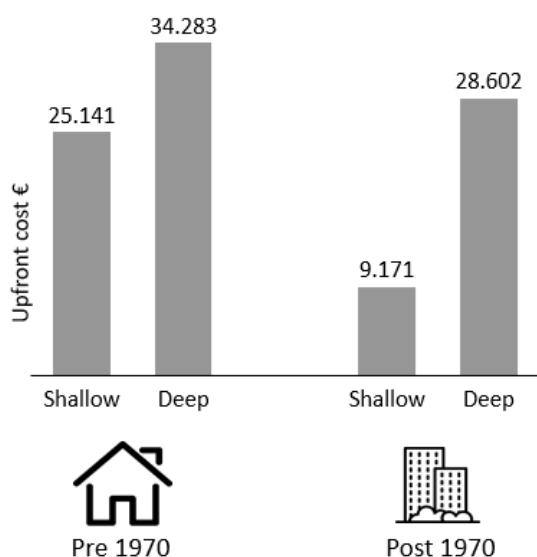 34.283
25.141
28.602
9.171
Upfront cost €
Shallow Deep Shallow Deep
Pre 1970 Post 1970